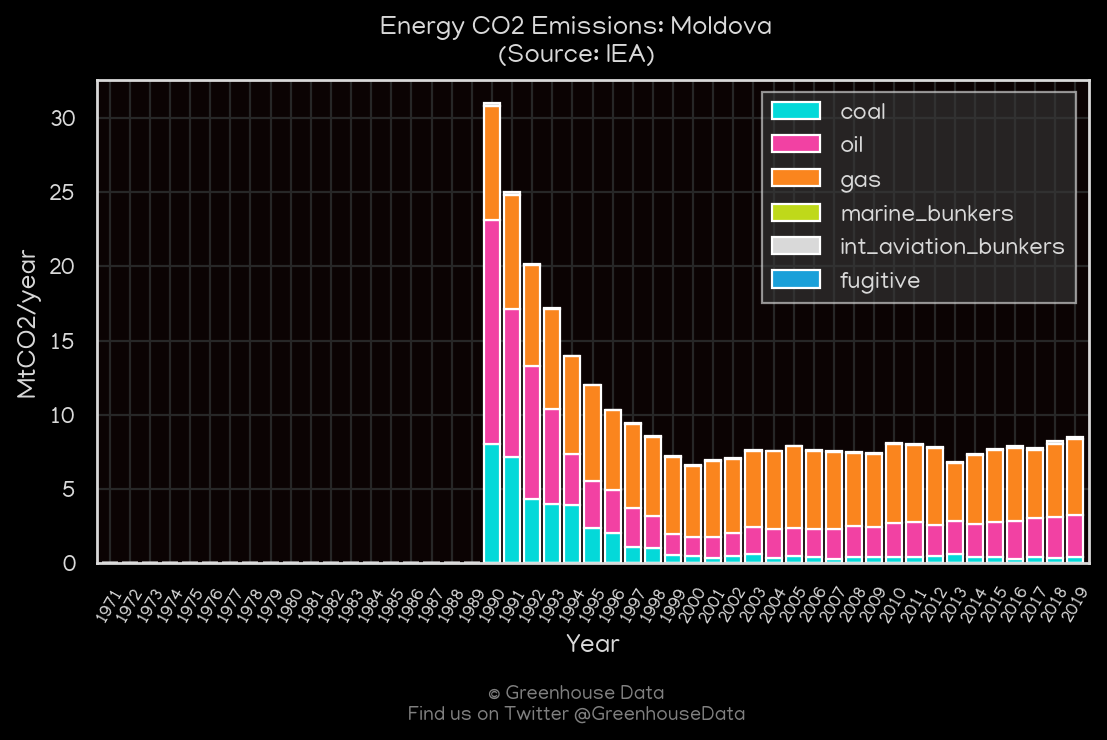 Energy CO2 Emissions: Moldova
(Source: IEA)
30
25
20
15
10
5
0
MtCO2/year
coal
oil
gas
marine_bunkers
int_aviation_bunkers
fugitive
1971 1972 1973 1974 1975 1976 1977 1978 1979 1980 1981 1982 1983 1984 1985 1986 1987 1988 1989 1990 1991 1992 1993 1994 1995 1996 1997 1998 1999 2000 2001 2002 2003 2004 2005 2006 2007 2008 2009 2010 2011 2012 2013 2014 2015 2016 2017 2018 2019
Year
© Greenhouse Data
Find us on Twitter @GreenhouseData